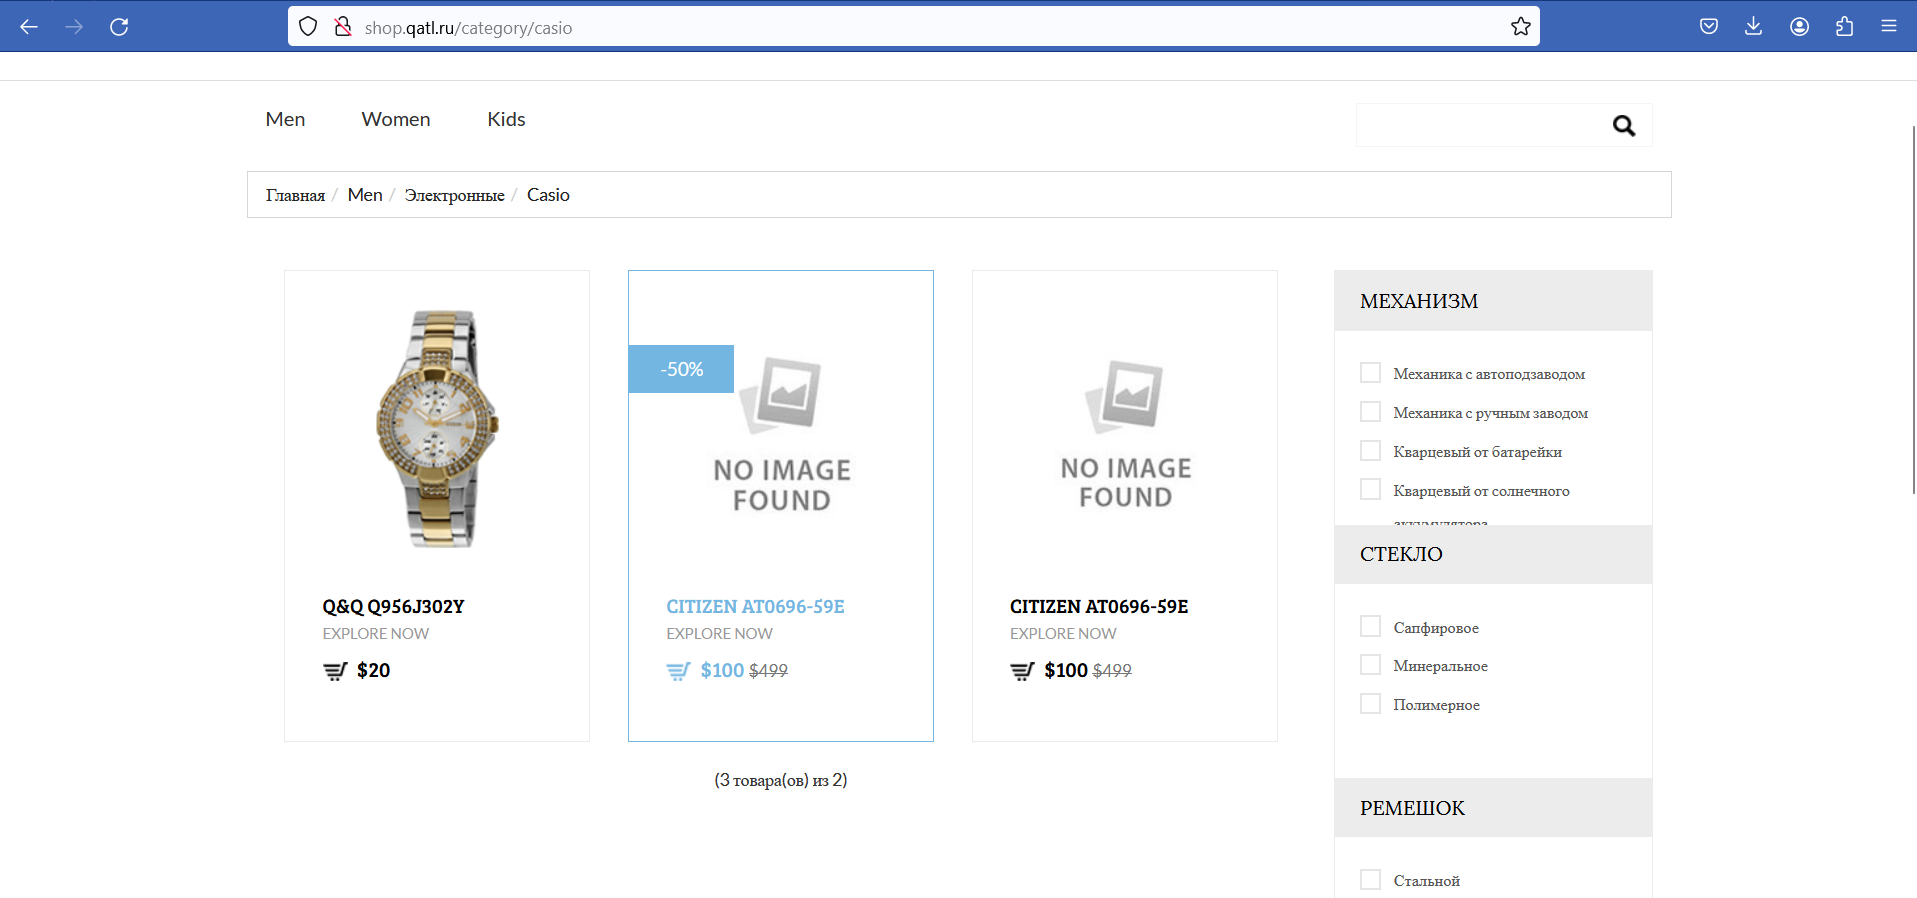 shop.qatl.ru/category/casio
Men Women Kids
Главная / Men / Электронные / Casio
-50%
NO IMAGE
FOUND
NO IMAGE
FOUND
Q&Q Q956J302Y
EXPLORE NOW
$20
CITIZEN AT0696-59E
EXPLORE NOW
$100 $499
CITIZEN AT0696-59E
EXPLORE NOW
$100 $499
(3 товара(ов) из 2)
МЕХАНИЗМ
Механика с автоподзаводом
Механика с ручным заводом
Кварцевый от батарейки
Кварцевый от солнечного
аккумулятора
СТЕКЛО
Сапфировое
Минеральное
Полимерное
РЕМЕШОК
Стальной